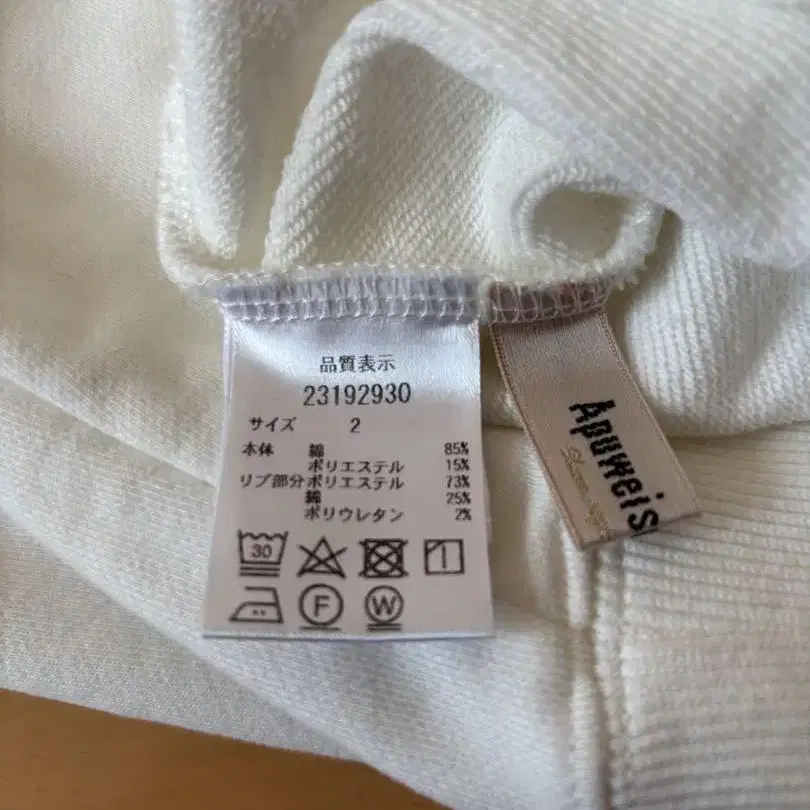 品質表示
23192930
サイズ 2
本体 綿 85%
ポリエステル 15%
リブ部分 ポリエステル 73%
綿 25%
ポリウレタン 2%
30
F W
Apuweis